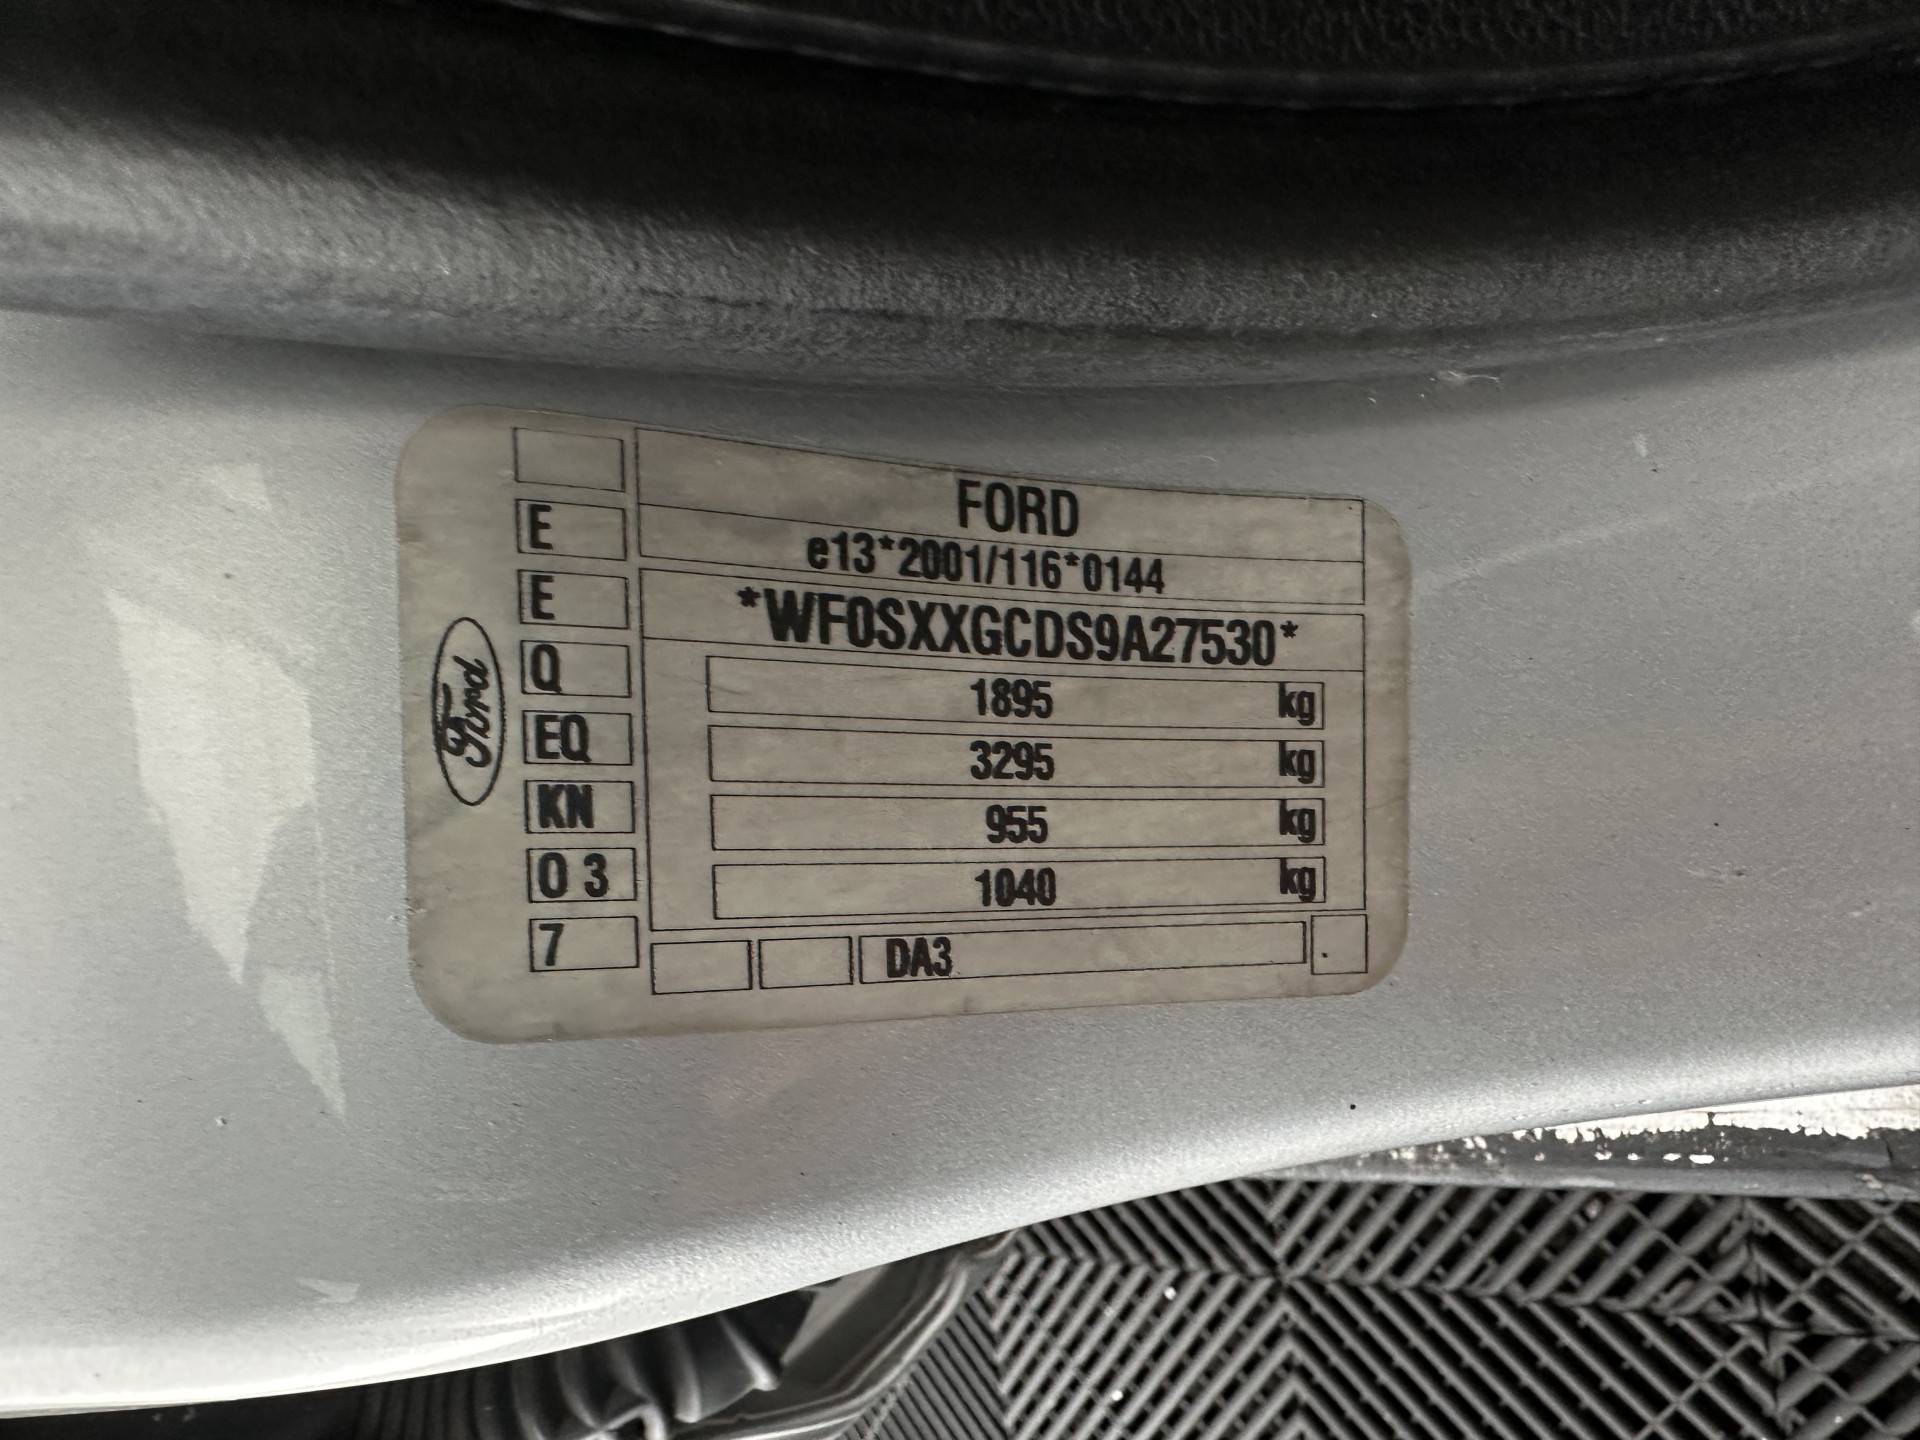 FORD
e13*2001/116*0144
*WF0SXXGCDS9A27530*
1895 kg
3295 kg
955 kg
1040 kg
DA3
E
E
Q
EQ
KN
O 3
7
Ford